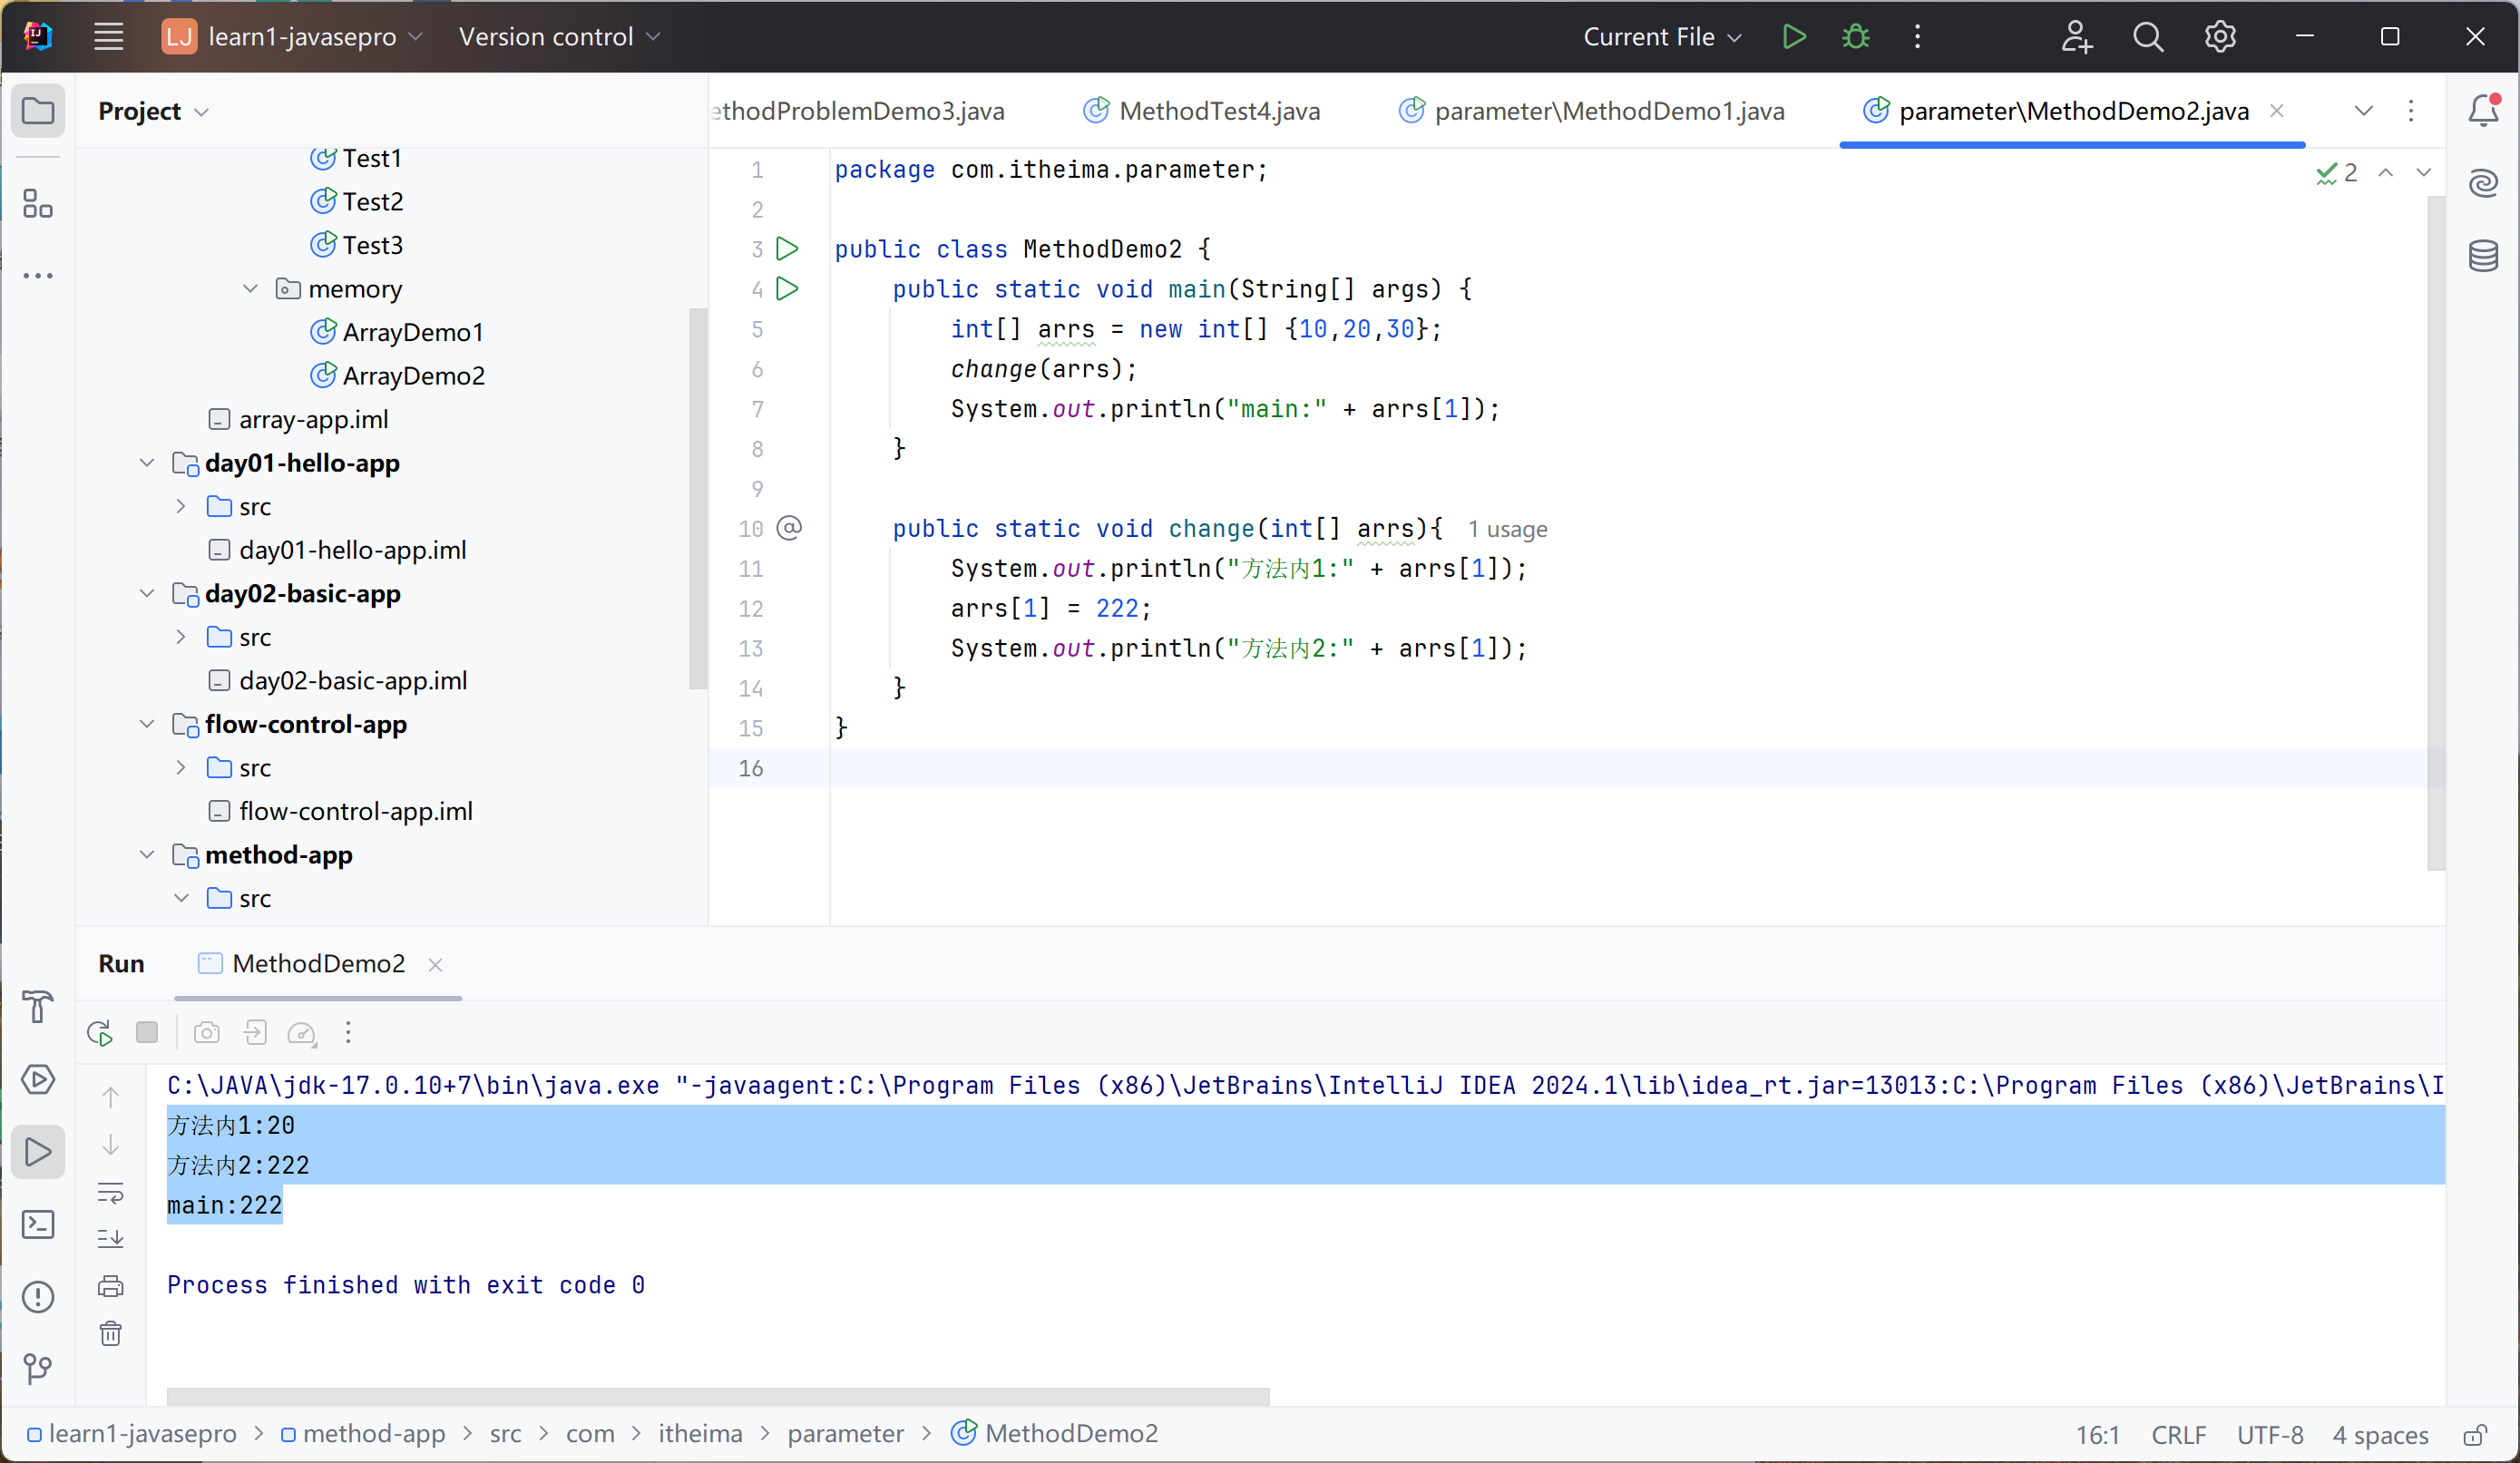 LJ learn1-javasepro Version control Current File
Project
Test1
Test2
Test3
memory
ArrayDemo1
ArrayDemo2
array-app.iml
day01-hello-app
src
day01-hello-app.iml
day02-basic-app
src
day02-basic-app.iml
flow-control-app
src
flow-control-app.iml
method-app
src
ethodProblemDemo3.java MethodTest4.java parameter\MethodDemo1.java parameter\MethodDemo2.java
2
1 package com.itheima.parameter;
2
3 public class MethodDemo2 {
4 public static void main(String[] args) {
5 int[] arrs = new int[] {10,20,30};
6 change(arrs);
7 System.out.println("main:" + arrs[1]);
8 }
9
10 public static void change(int[] arrs){ 1 usage
11 System.out.println("方法内1:" + arrs[1]);
12 arrs[1] = 222;
13 System.out.println("方法内2:" + arrs[1]);
14 }
15 }
16
Run MethodDemo2
C:\JAVA\jdk-17.0.10+7\bin\java.exe "-javaagent:C:\Program Files (x86)\JetBrains\IntelliJ IDEA 2024.1\lib\idea_rt.jar=13013:C:\Program Files (x86)\JetBrains\I
方法内1:20
方法内2:222
main:222
Process finished with exit code 0
learn1-javasepro > method-app > src > com > itheima > parameter > MethodDemo2 16:1 CRLF UTF-8 4 spaces